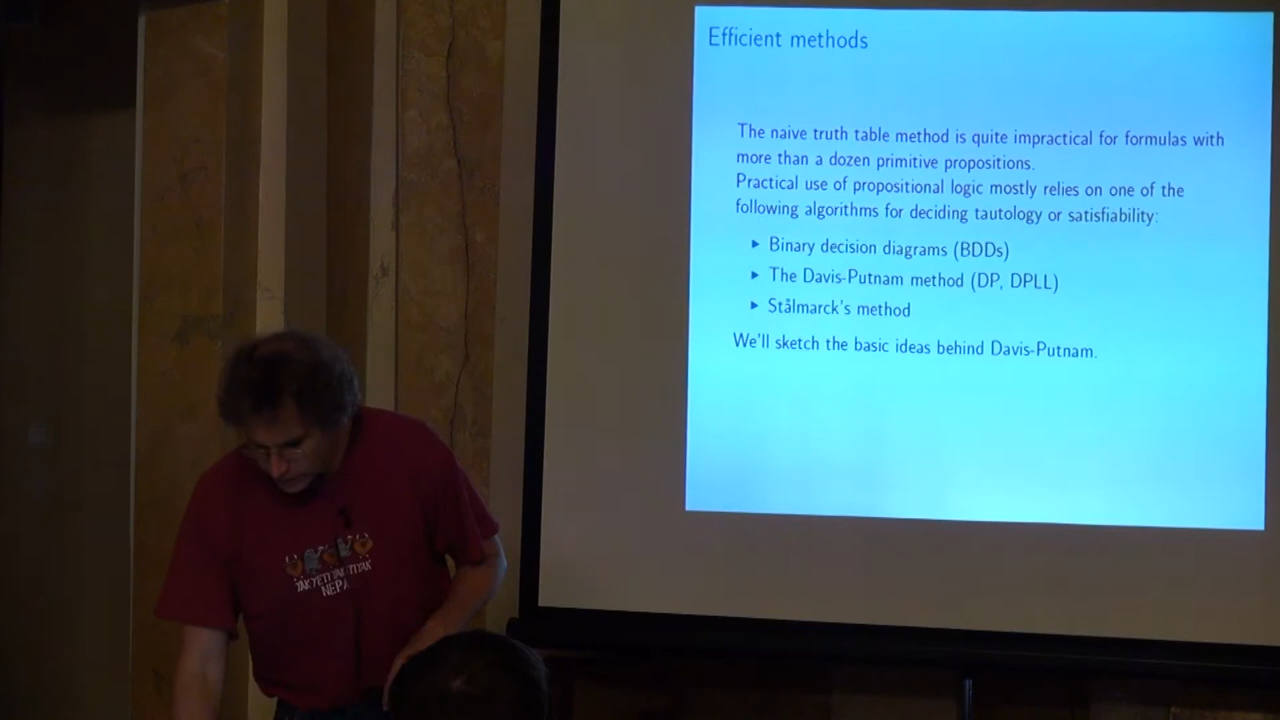 Efficient methods
The naive truth table method is quite impractical for formulas with
more than a dozen primitive propositions.
Practical use of propositional logic mostly relies on one of the
following algorithms for deciding tautology or satisfiability:
▸ Binary decision diagrams (BDDs)
▸ The Davis-Putnam method (DP, DPLL)
▸ Stålmarck's method
We'll sketch the basic ideas behind Davis-Putnam.
NEPA